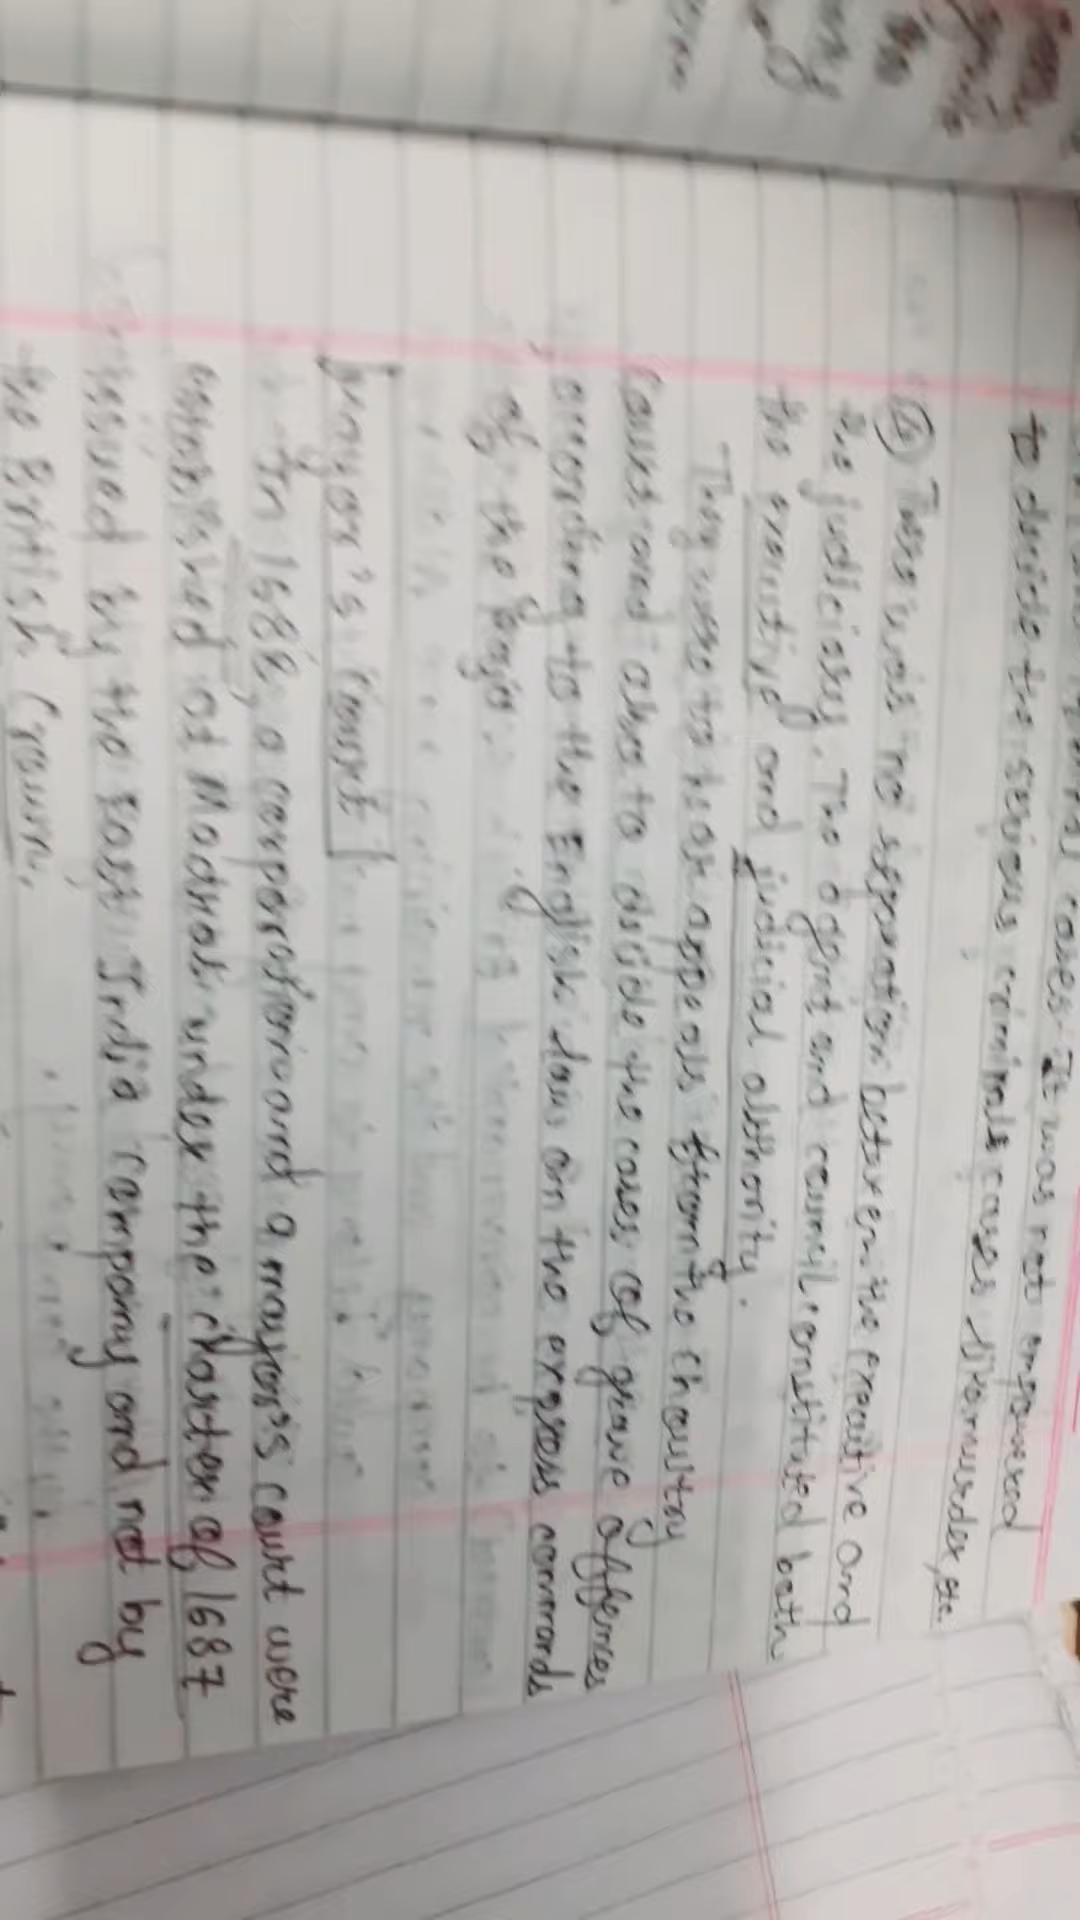 cases. It was not empowered
to decide the serious criminal cases like murder, etc.
There was no separation between the executive and
the judiciary. The agent and council constituted both
the exeutive and judicial authority.
They were to hear appeals from the choultry
Court and also to decide the cases of grave offences
according to the English law on the express commands
of the
Mayor's Court
In 1688, a corporation and a mayor's court were
established at Madras under the charter of 1687
issued by the East India company and not by
the British Crown.